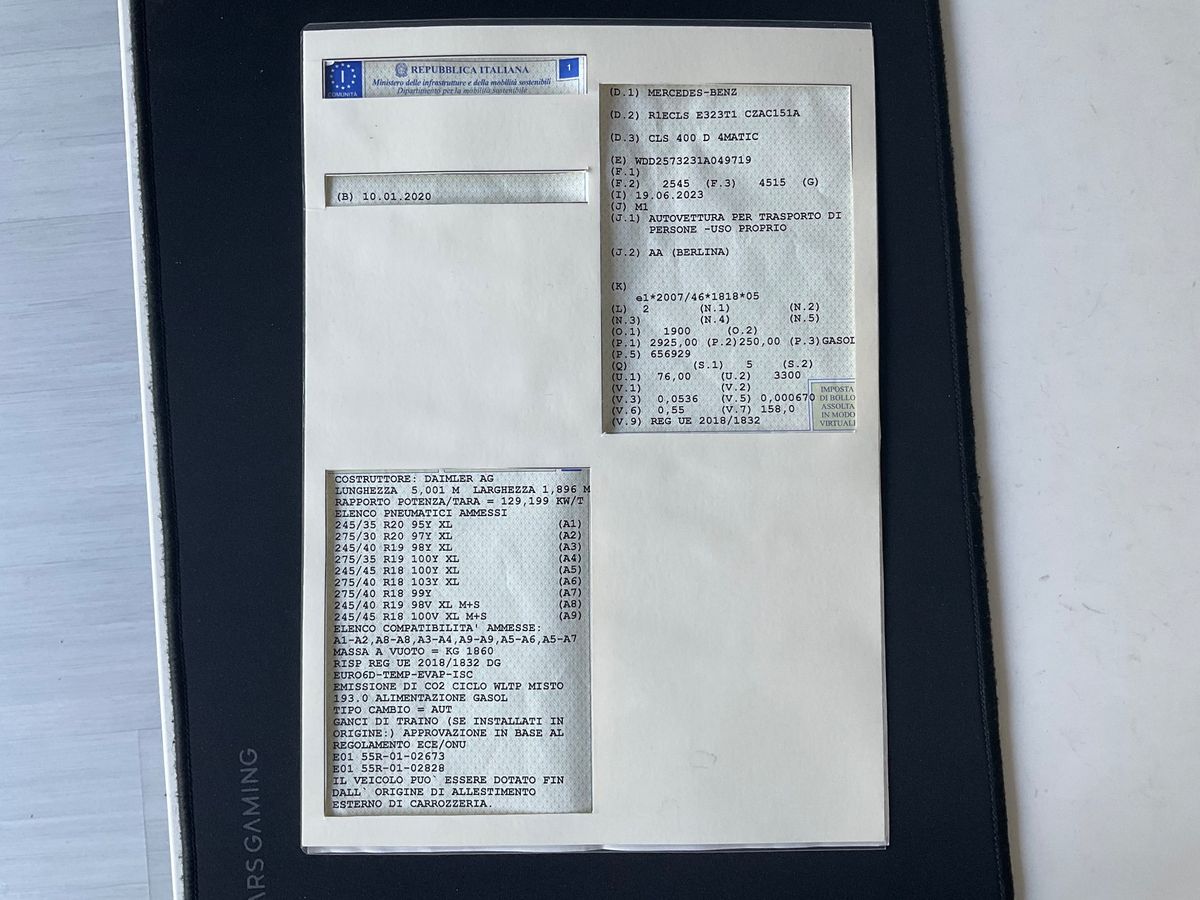 I
COMUNITÀ
REPUBBLICA ITALIANA
1
Ministero delle infrastrutture e della mobilità sostenibili
Dipartimento per la mobilità sostenibile
(B) 10.01.2020
(D.1) MERCEDES-BENZ
(D.2) R1ECLS E323T1 CZAC151A
(D.3) CLS 400 D 4MATIC
(E) WDD2573231A049719
(F.1)
(F.2) 2545 (F.3) 4515 (G)
(I) 19.06.2023
(J) M1
(J.1) AUTOVETTURA PER TRASPORTO DI
PERSONE -USO PROPRIO
(J.2) AA (BERLINA)
(K)
e1*2007/46*1818*05
(L) 2 (N.1) (N.2)
(N.3) (N.4) (N.5)
(O.1) 1900 (O.2)
(P.1) 2925,00 (P.2)250,00 (P.3)GASOL
(P.5) 656929
(Q) (S.1) 5 (S.2)
(U.1) 76,00 (U.2) 3300
(V.1) (V.2)
(V.3) 0,0536 (V.5) 0,000670
(V.6) 0,55 (V.7) 158,0
(V.9) REG UE 2018/1832
IMPOSTA
DI BOLLO
ASSOLTA
IN MODO
VIRTUALE
COSTRUTTORE: DAIMLER AG
LUNGHEZZA 5,001 M LARGHEZZA 1,896 M
RAPPORTO POTENZA/TARA = 129,199 KW/T
ELENCO PNEUMATICI AMMESSI
245/35 R20 95Y XL (A1)
275/30 R20 97Y XL (A2)
245/40 R19 98Y XL (A3)
275/35 R19 100Y XL (A4)
245/45 R18 100Y XL (A5)
275/40 R18 103Y XL (A6)
275/40 R18 99Y (A7)
245/40 R19 98V XL M+S (A8)
245/45 R18 100V XL M+S (A9)
ELENCO COMPATIBILITA' AMMESSE:
A1-A2,A8-A8,A3-A4,A9-A9,A5-A6,A5-A7
MASSA A VUOTO = KG 1860
RISP REG UE 2018/1832 DG
EURO6D-TEMP-EVAP-ISC
EMISSIONE DI CO2 CICLO WLTP MISTO
193.0 ALIMENTAZIONE GASOL
TIPO CAMBIO = AUT
GANCI DI TRAINO (SE INSTALLATI IN
ORIGINE:) APPROVAZIONE IN BASE AL
REGOLAMENTO ECE/ONU
E01 55R-01-02673
E01 55R-01-02828
IL VEICOLO PUO` ESSERE DOTATO FIN
DALL` ORIGINE DI ALLESTIMENTO
ESTERNO DI CARROZZERIA.
ARS GAMING